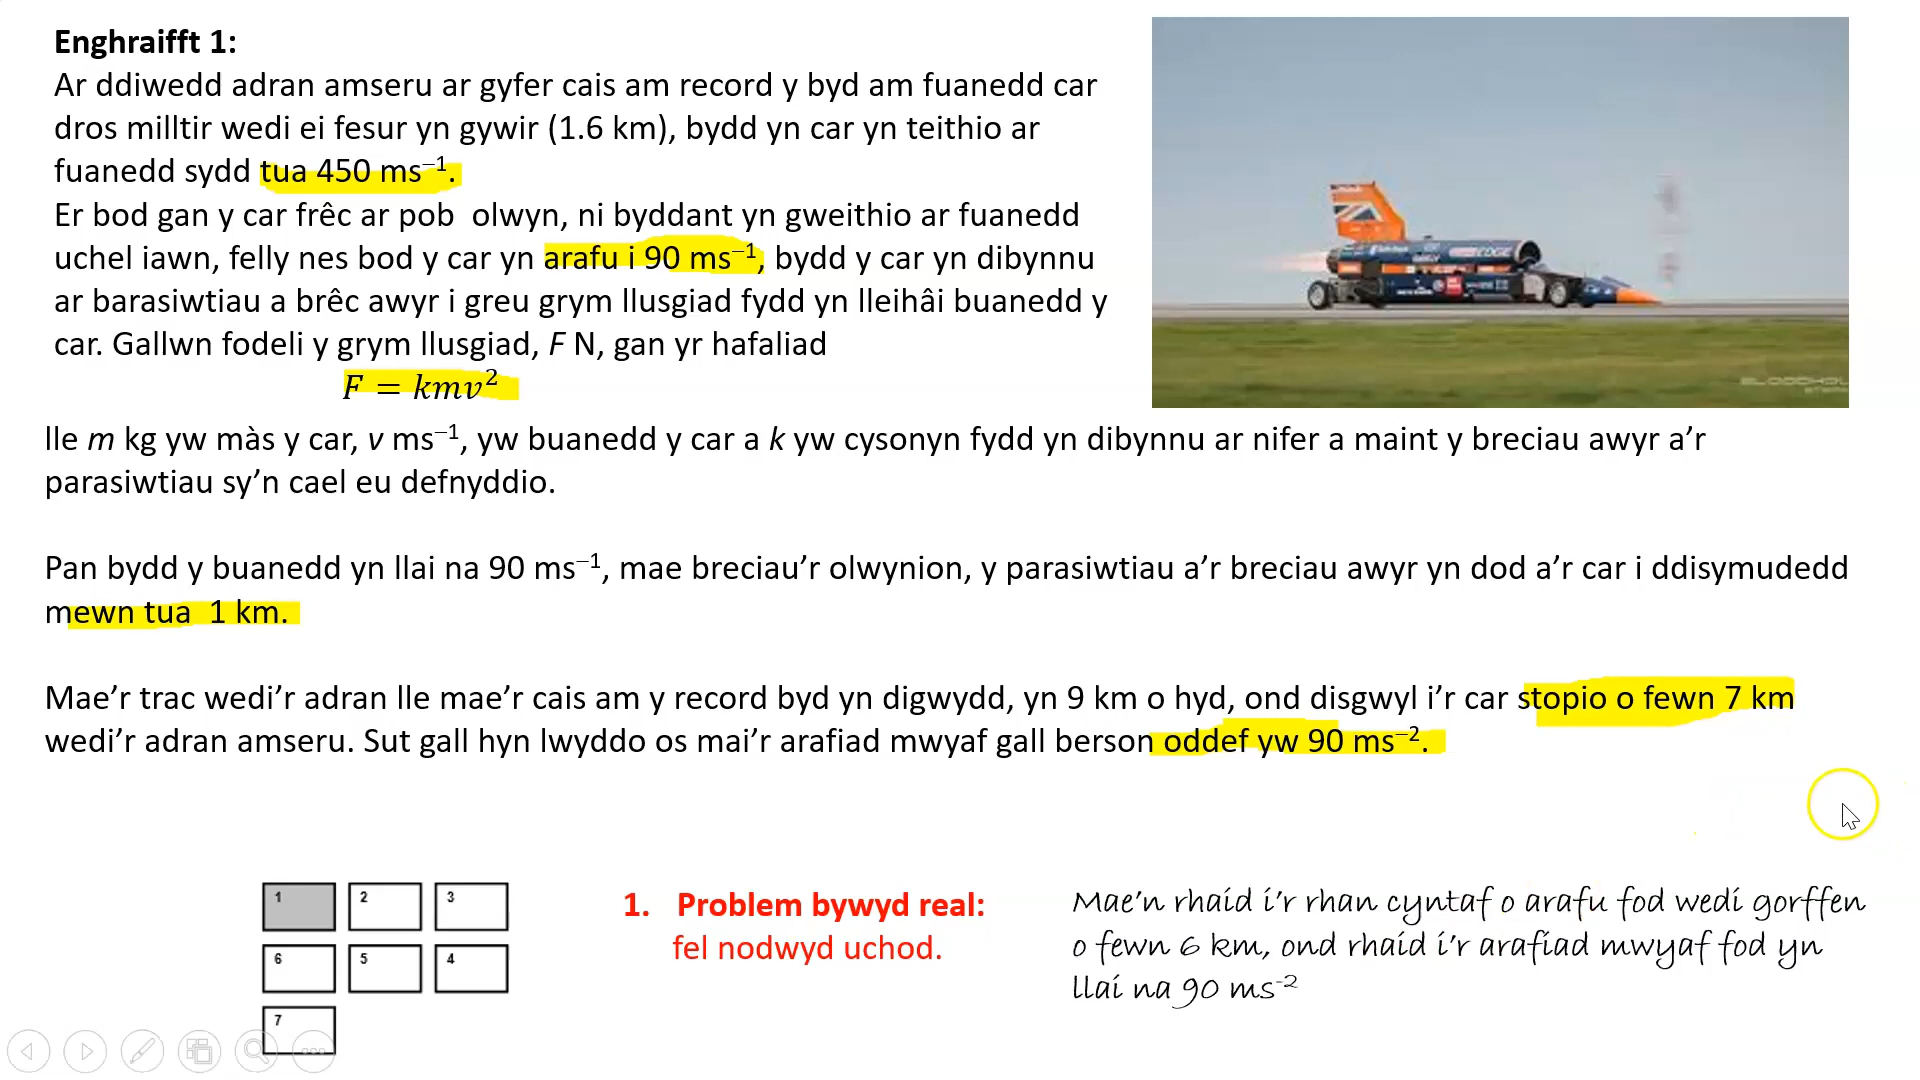 Enghraifft 1:
Ar ddiwedd adran amseru ar gyfer cais am record y byd am fuanedd car
dros milltir wedi ei fesur yn gywir (1.6 km), bydd yn car yn teithio ar
fuanedd sydd tua 450 ms⁻¹.
Er bod gan y car frêc ar pob olwyn, ni byddant yn gweithio ar fuanedd
uchel iawn, felly nes bod y car yn arafu i 90 ms⁻¹, bydd y car yn dibynnu
ar barasiwtiau a brêc awyr i greu grym llusgiad fydd yn lleihâi buanedd y
car. Gallwn fodeli y grym llusgiad, F N, gan yr hafaliad
F = kmv²
lle m kg yw màs y car, v ms⁻¹, yw buanedd y car a k yw cysonyn fydd yn dibynnu ar nifer a maint y breciau awyr a’r
parasiwtiau sy’n cael eu defnyddio.
Pan bydd y buanedd yn llai na 90 ms⁻¹, mae breciau’r olwynion, y parasiwtiau a’r breciau awyr yn dod a’r car i ddisymudedd
mewn tua 1 km.
Mae’r trac wedi’r adran lle mae’r cais am y record byd yn digwydd, yn 9 km o hyd, ond disgwyl i’r car stopio o fewn 7 km
wedi’r adran amseru. Sut gall hyn lwyddo os mai’r arafiad mwyaf gall berson oddef yw 90 ms⁻².
1 2 3
6 5 4
7
1. Problem bywyd real:
fel nodwyd uchod.
Mae’n rhaid i’r rhan cyntaf o arafu fod wedi gorffen
o fewn 6 km, ond rhaid i’r arafiad mwyaf fod yn
llai na 90 ms⁻²